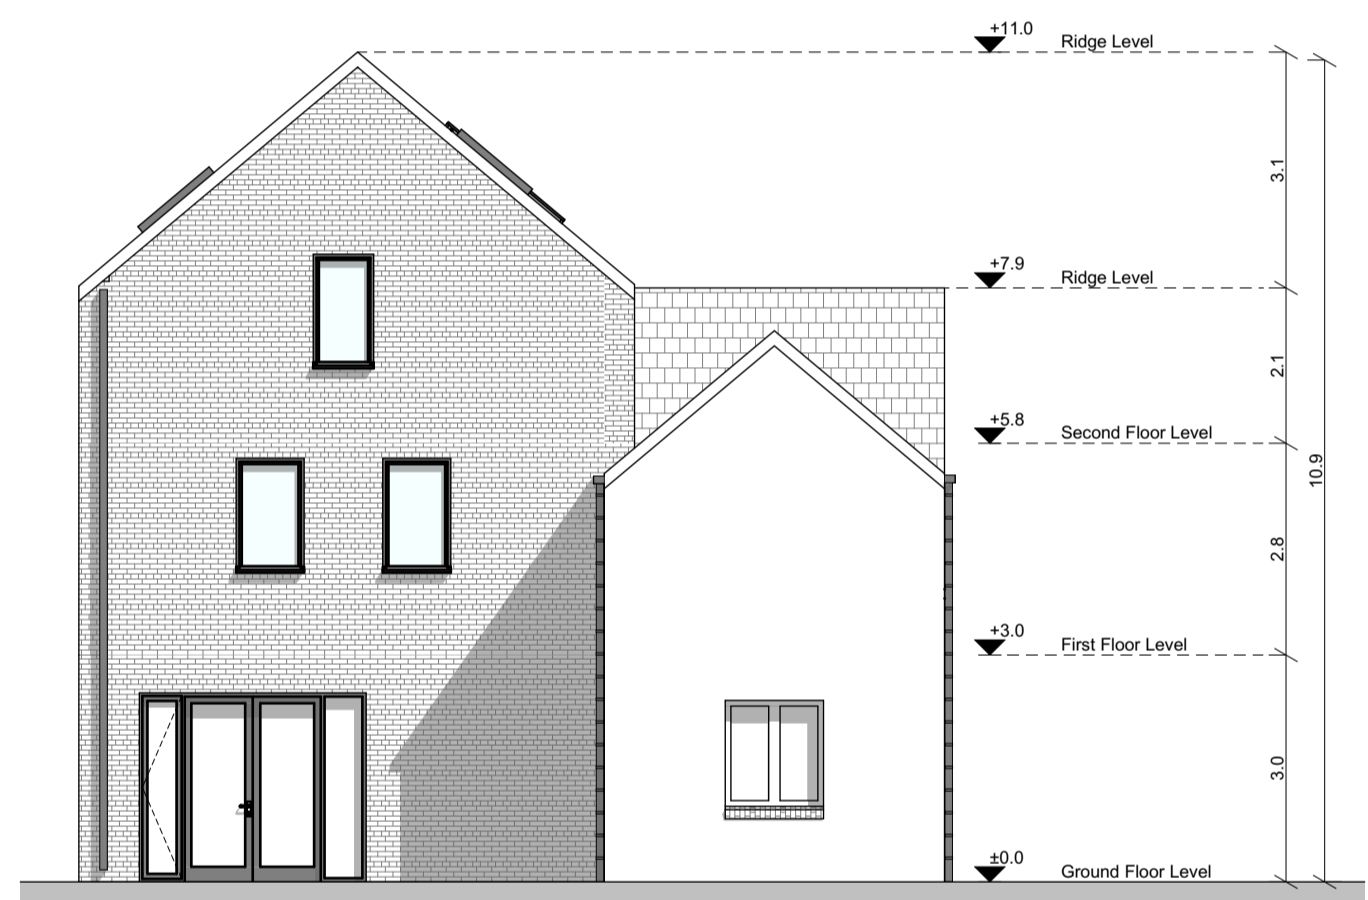 +11.0 Ridge Level
3.1
+7.9 Ridge Level
2.1
+5.8 Second Floor Level
10.9
2.8
+3.0 First Floor Level
3.0
±0.0 Ground Floor Level